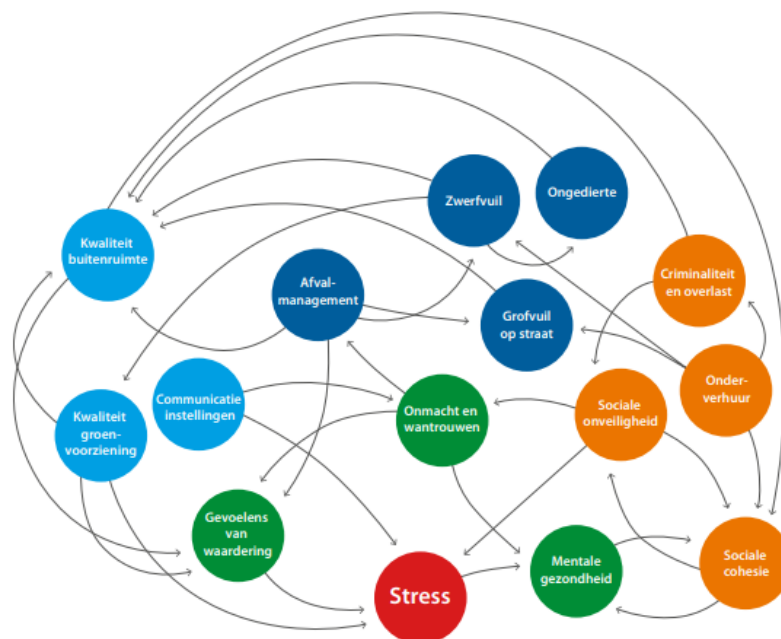 Zwerfvuil
Ongedierte
Kwaliteit
buitenruimte
Afval-
management
Criminaliteit
en overlast
Grofvuil
op straat
Communicatie
instellingen
Onmacht en
wantrouwen
Sociale
onveiligheid
Onder-
verhuur
Kwaliteit
groen-
voorziening
Gevoelens
van
waardering
Stress
Mentale
gezondheid
Sociale
cohesie